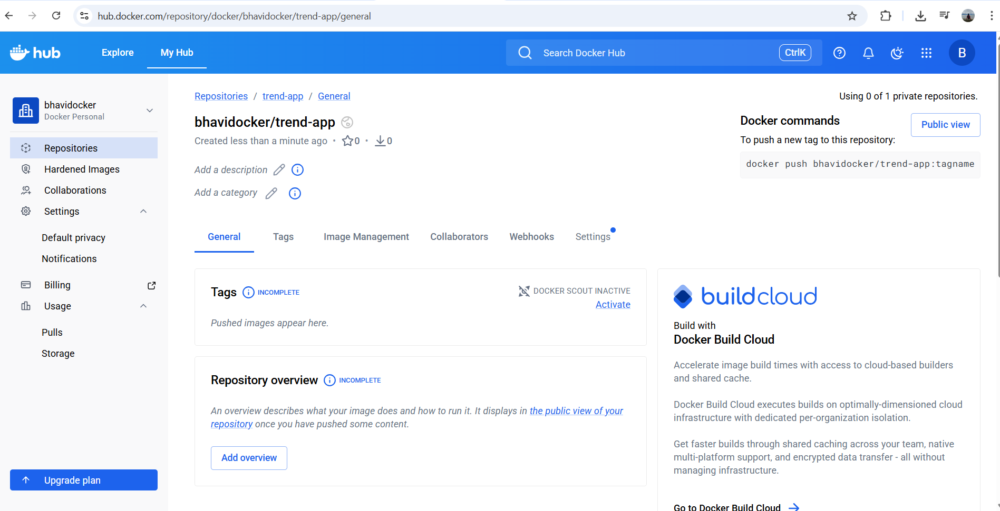 hub.docker.com/repository/docker/bhavidocker/trend-app/general
hub
Explore
My Hub
Search Docker Hub
CtrlK
B
bhavidocker
Docker Personal
Repositories
Hardened Images
Collaborations
Settings
Default privacy
Notifications
Billing
Usage
Pulls
Storage
Upgrade plan
Repositories / trend-app / General
Using 0 of 1 private repositories.
bhavidocker/trend-app
Created less than a minute ago • 0 • 0
Add a description
Add a category
Docker commands
Public view
To push a new tag to this repository:
docker push bhavidocker/trend-app:tagname
General
Tags
Image Management
Collaborators
Webhooks
Settings
Tags
INCOMPLETE
DOCKER SCOUT INACTIVE
Activate
Pushed images appear here.
Repository overview
INCOMPLETE
An overview describes what your image does and how to run it. It displays in the public view of your
repository once you have pushed some content.
Add overview
buildcloud
Build with
Docker Build Cloud
Accelerate image build times with access to cloud-based builders
and shared cache.
Docker Build Cloud executes builds on optimally-dimensioned cloud
infrastructure with dedicated per-organization isolation.
Get faster builds through shared caching across your team, native
multi-platform support, and encrypted data transfer - all without
managing infrastructure.
Go to Docker Build Cloud